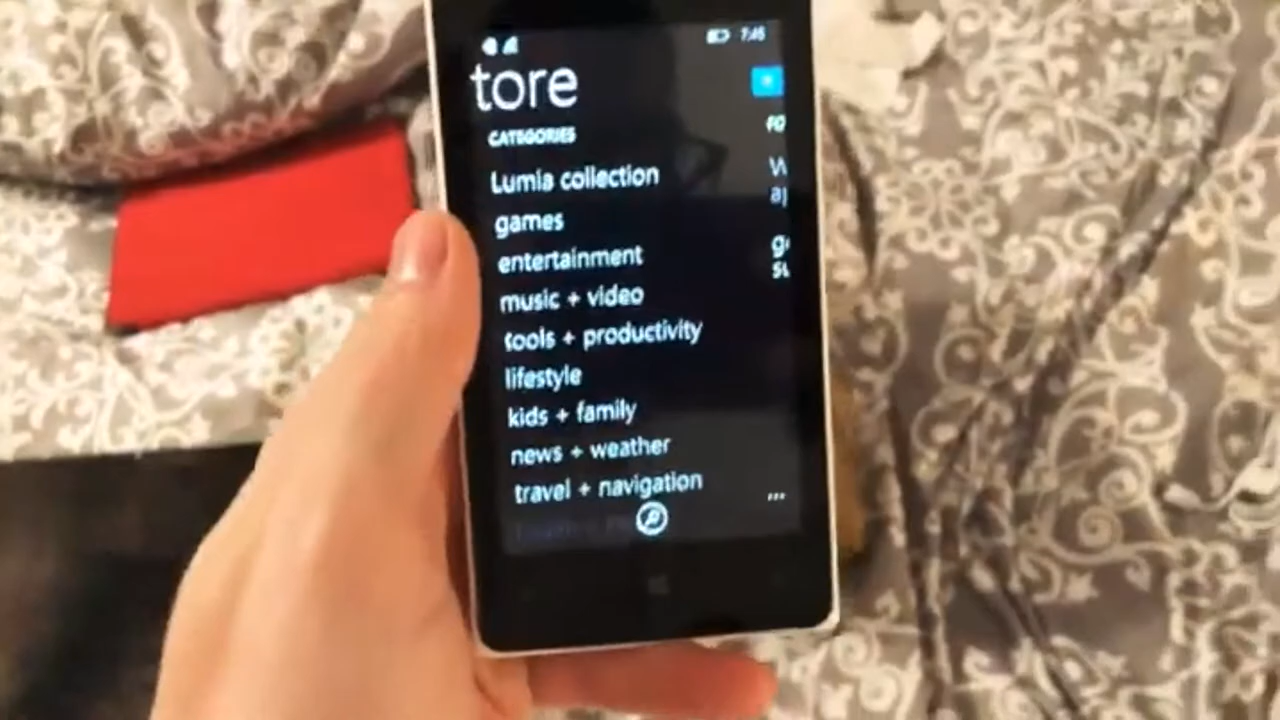 7:45
tore
CATEGORIES
Lumia collection
games
entertainment
music + video
tools + productivity
lifestyle
kids + family
news + weather
travel + navigation
...